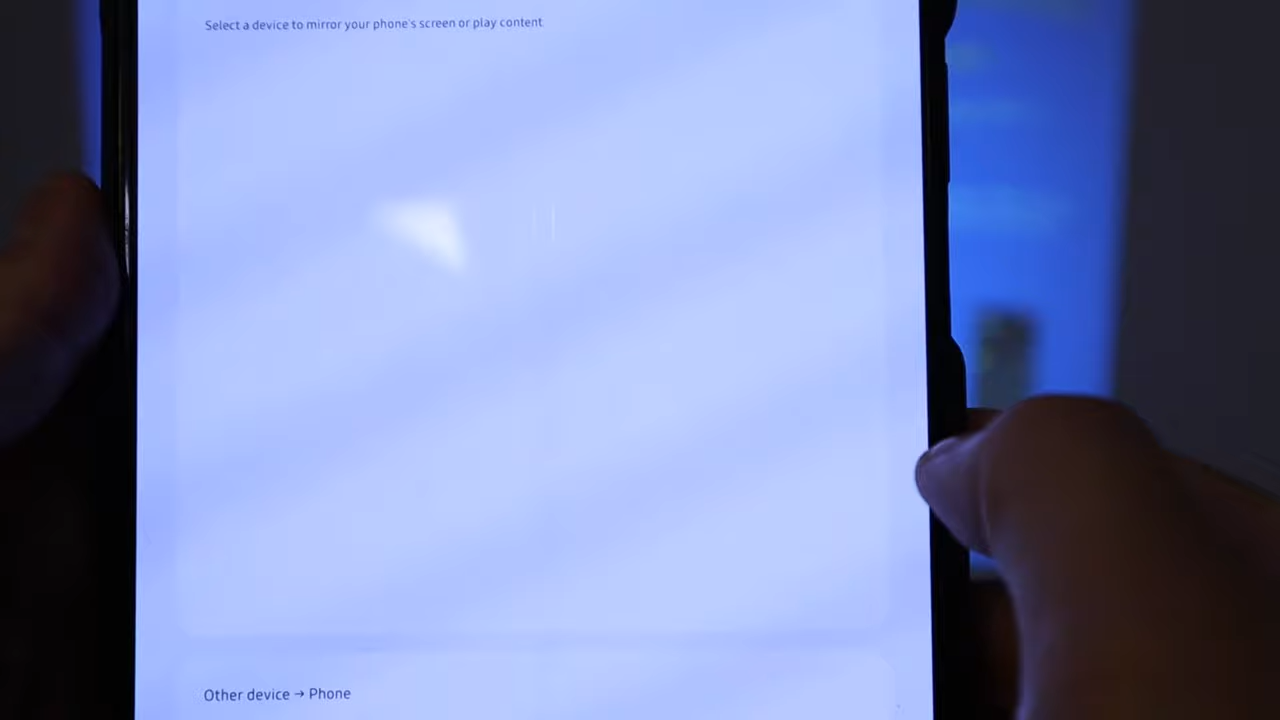 Select a device to mirror your phone's screen or play content
Other device → Phone